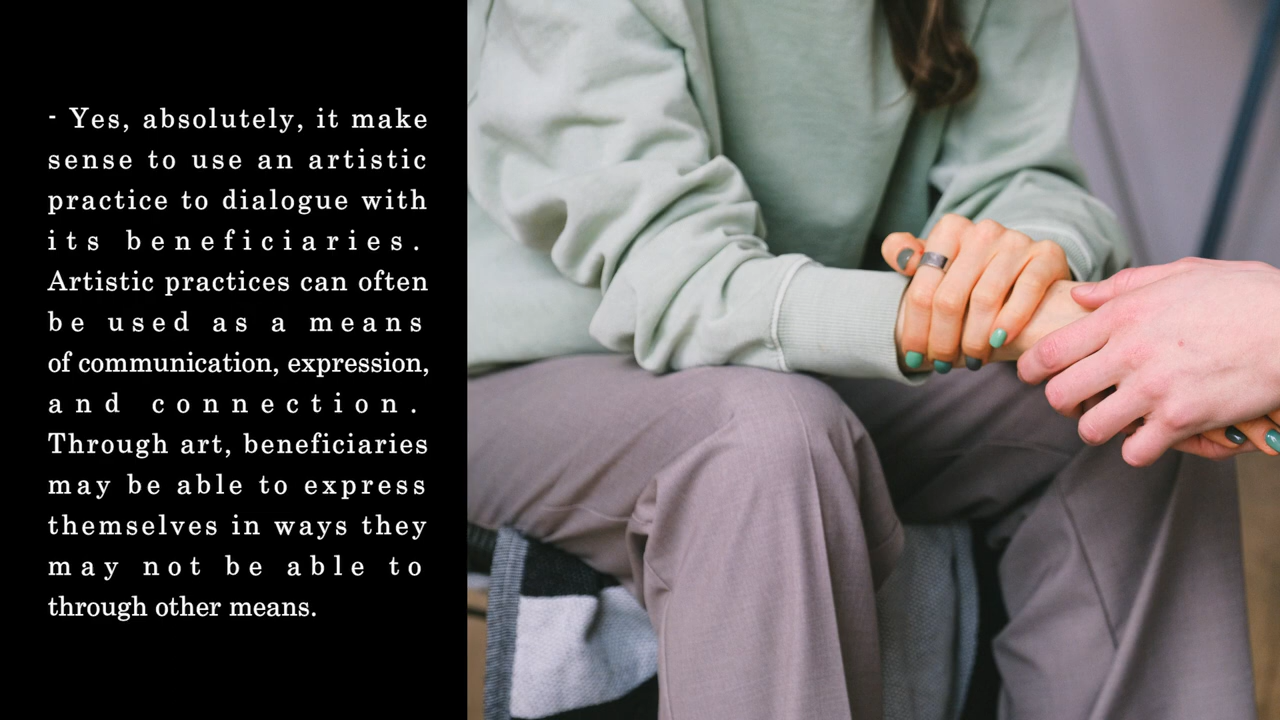 - Yes, absolutely, it make
sense to use an artistic
practice to dialogue with
its beneficiaries.
Artistic practices can often
be used as a means
of communication, expression,
and connection.
Through art, beneficiaries
may be able to express
themselves in ways they
may not be able to
through other means.